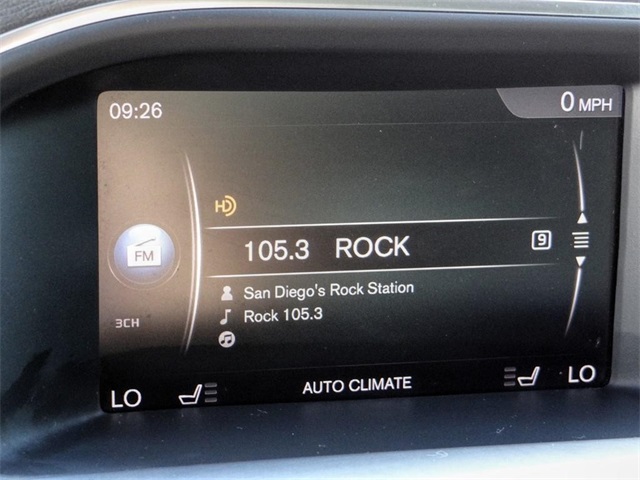 09:26
0 MPH
HD
105.3 ROCK 9
FM
San Diego's Rock Station
Rock 105.3
3CH
LO AUTO CLIMATE LO